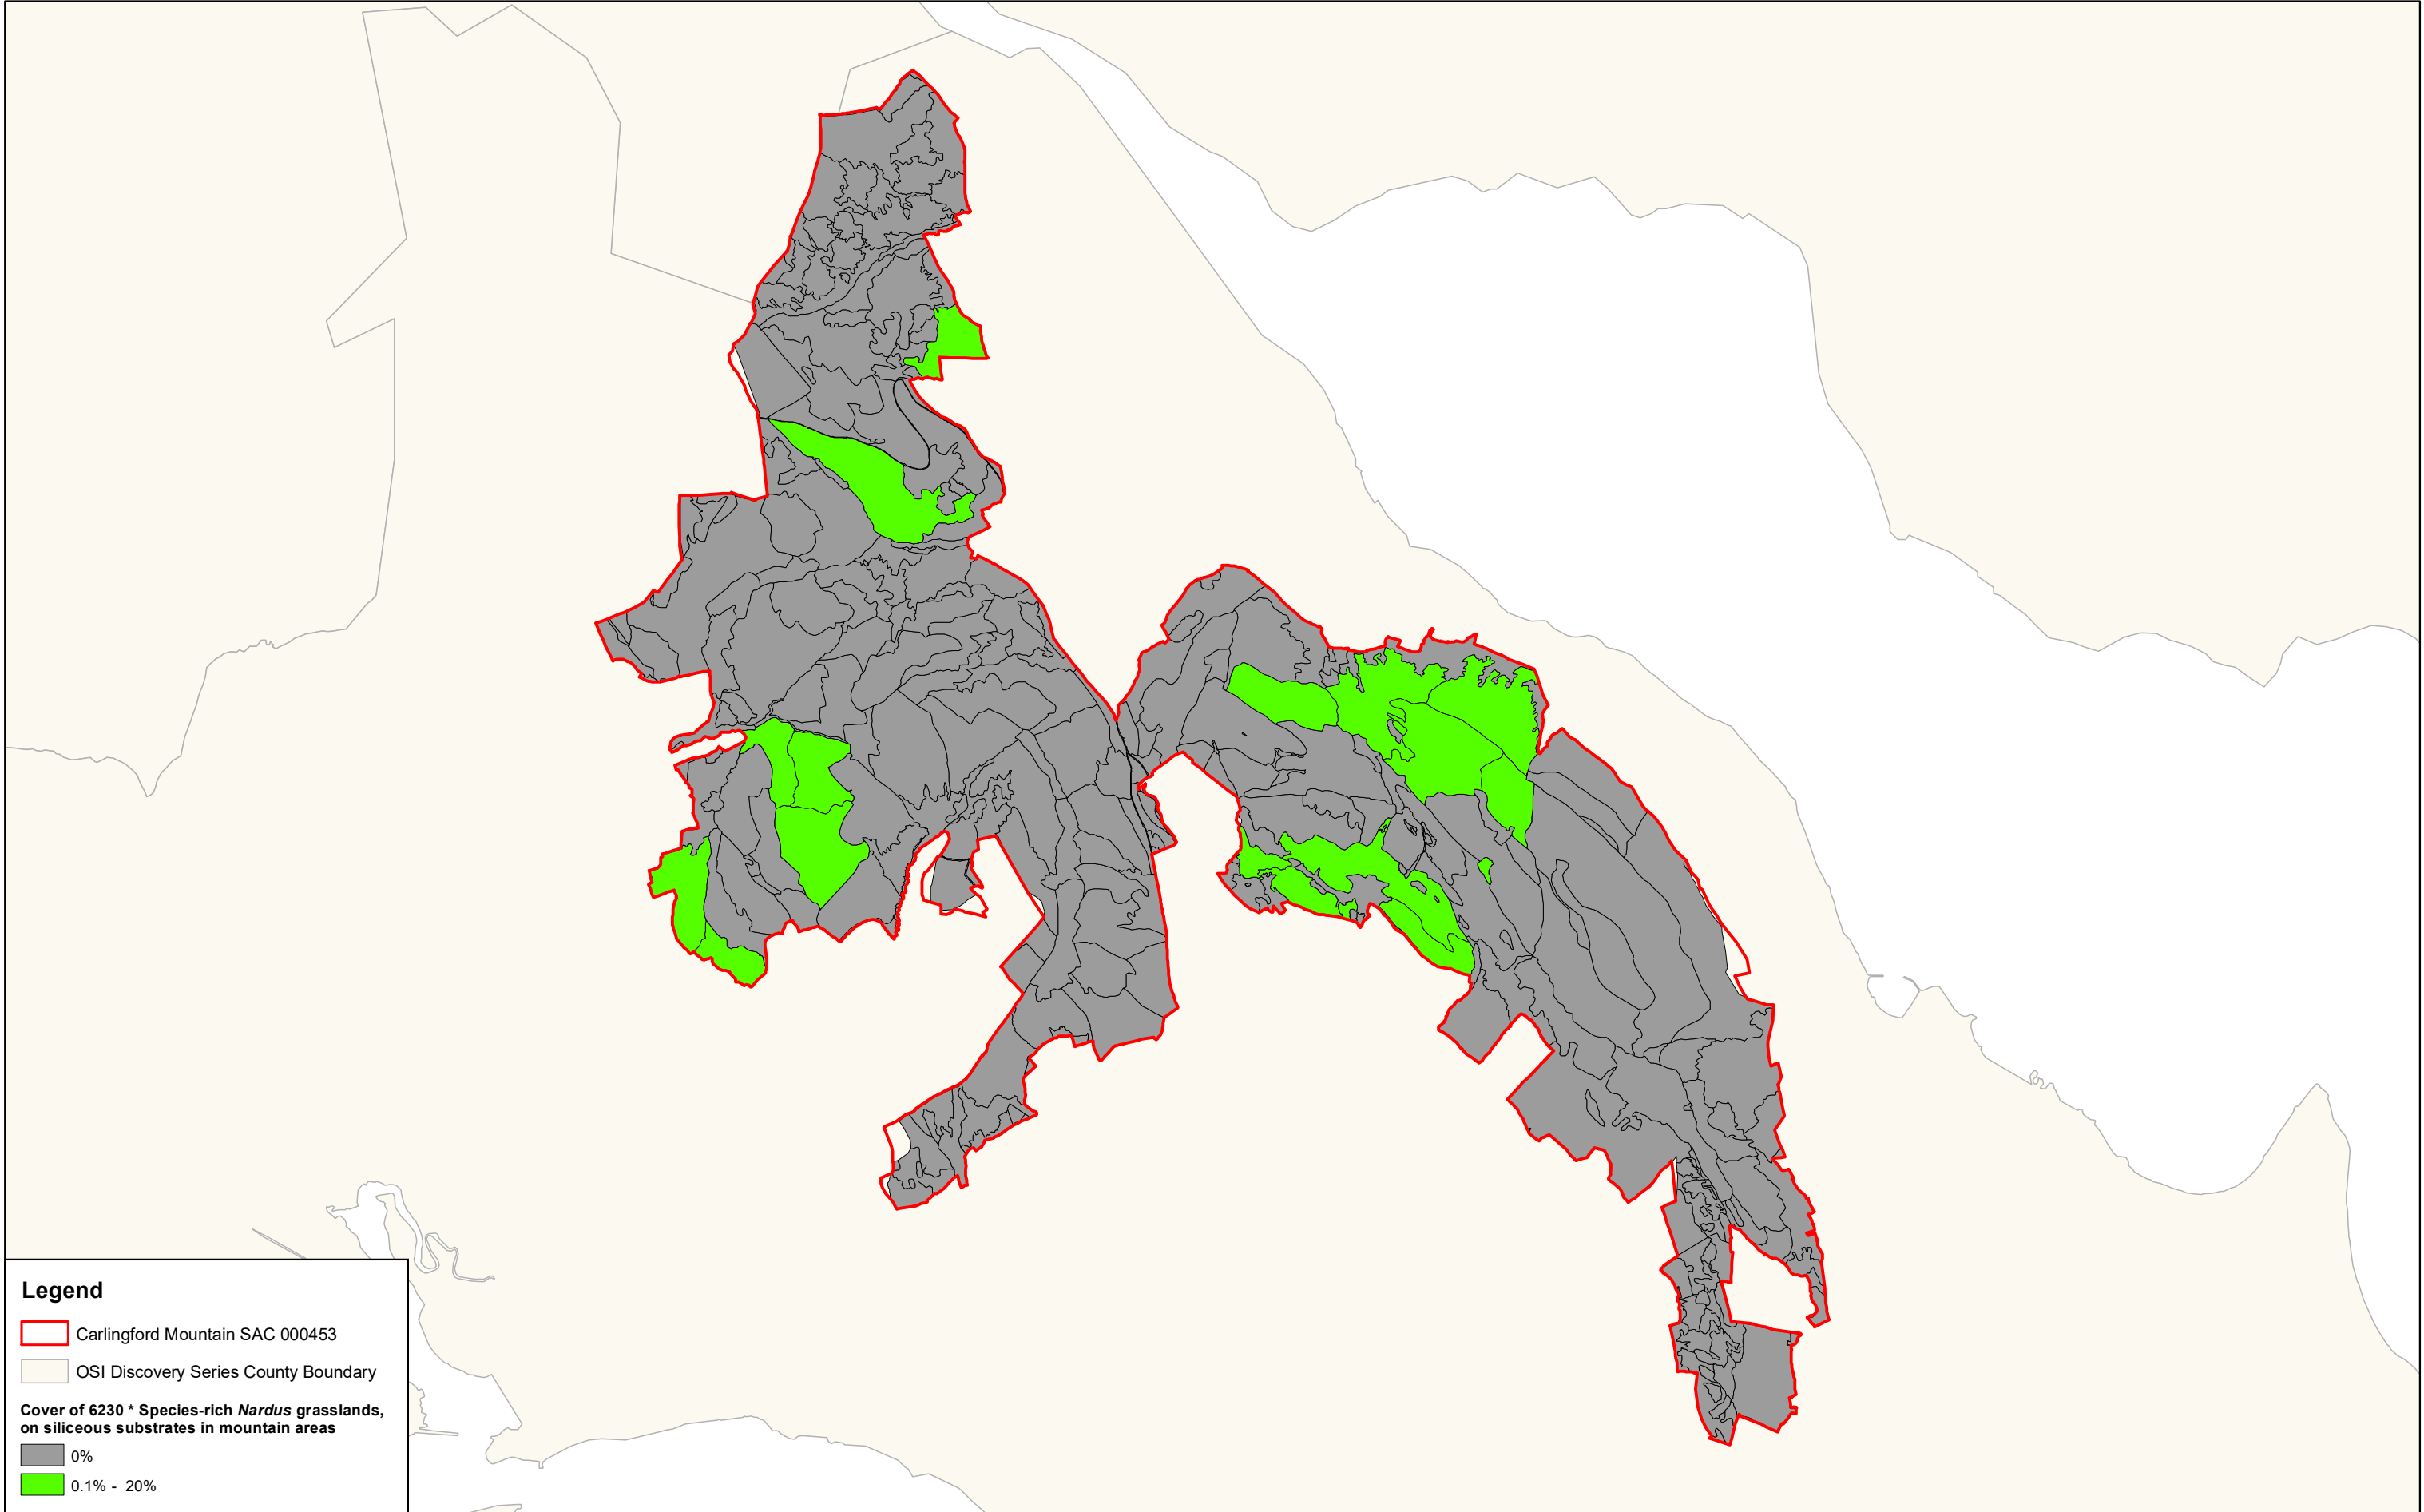 Legend
Carlingford Mountain SAC 000453
OSI Discovery Series County Boundary
Cover of 6230 * Species-rich Nardus grasslands,
on siliceous substrates in mountain areas
0%
0.1% - 20%